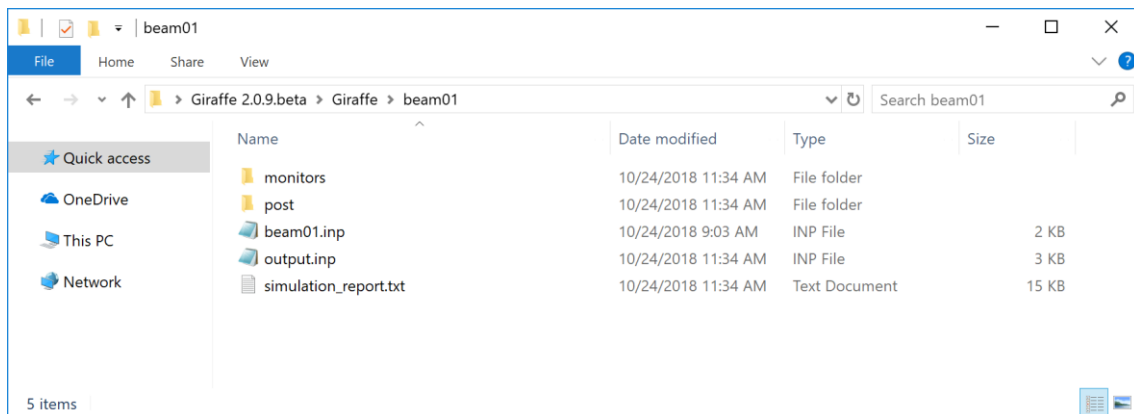 beam01
File Home Share View
Giraffe 2.0.9.beta > Giraffe > beam01 Search beam01
Name Date modified Type Size
Quick access
OneDrive
This PC
Network
monitors 10/24/2018 11:34 AM File folder
post 10/24/2018 11:34 AM File folder
beam01.inp 10/24/2018 9:03 AM INP File 2 KB
output.inp 10/24/2018 11:34 AM INP File 3 KB
simulation_report.txt 10/24/2018 11:34 AM Text Document 15 KB
5 items